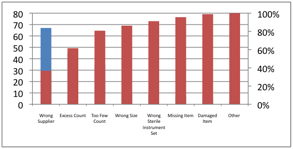 80
70
60
50
40
30
20
10
0
100%
80%
60%
40%
20%
0%
Wrong
Supplier
Excess Count
Too Few
Count
Wrong Size
Wrong
Sterile
Instrument
Set
Missing Item
Damaged
Item
Other